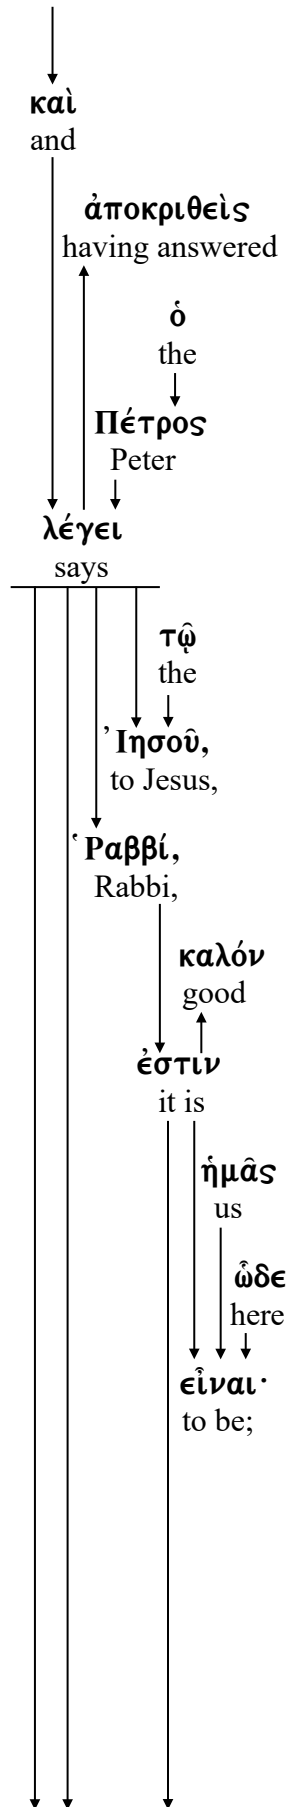 καὶ
and
ἀποκριθεὶς
having answered
ὁ
the
Πέτρος
Peter
λέγει
says
τῷ
the
Ἰησοῦ,
to Jesus,
Ῥαββί,
Rabbi,
καλόν
good
ἐστιν
it is
ἡμᾶς
us
ὧδε
here
εἶναι·
to be;